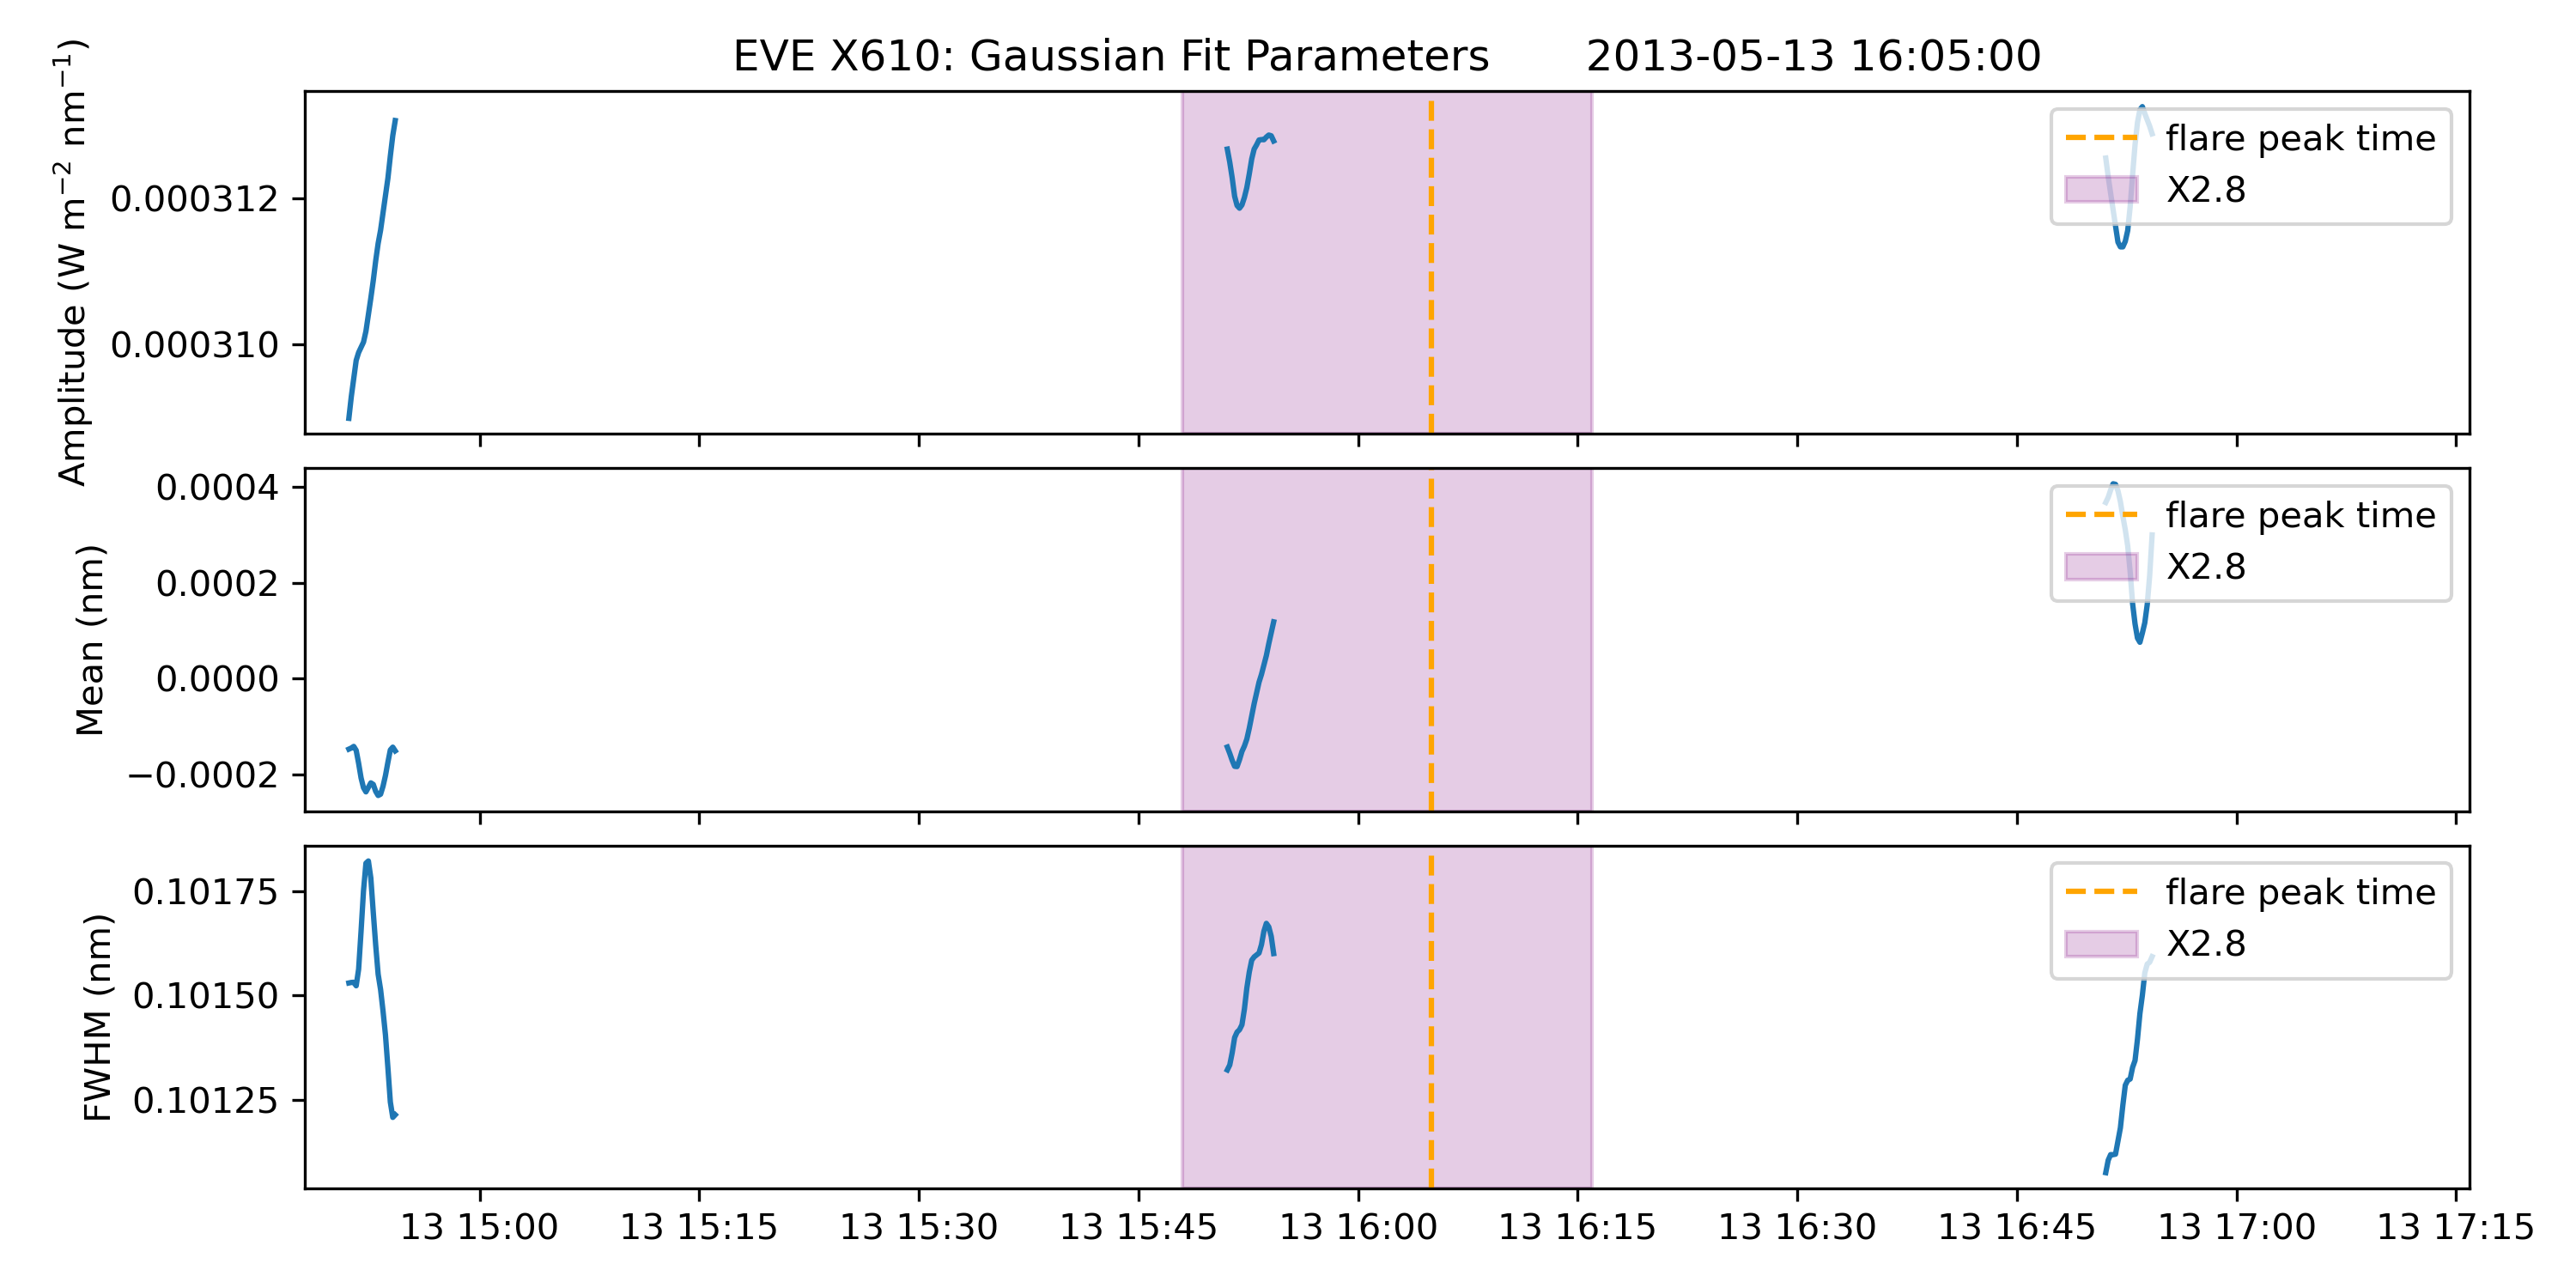 EVE X610: Gaussian Fit Parameters 2013-05-13 16:05:00
Amplitude (W m⁻² nm⁻¹)
0.000312
0.000310
flare peak time
X2.8
Mean (nm)
0.0004
0.0002
0.0000
−0.0002
flare peak time
X2.8
FWHM (nm)
0.10175
0.10150
0.10125
flare peak time
X2.8
13 15:00 13 15:15 13 15:30 13 15:45 13 16:00 13 16:15 13 16:30 13 16:45 13 17:00 13 17:15